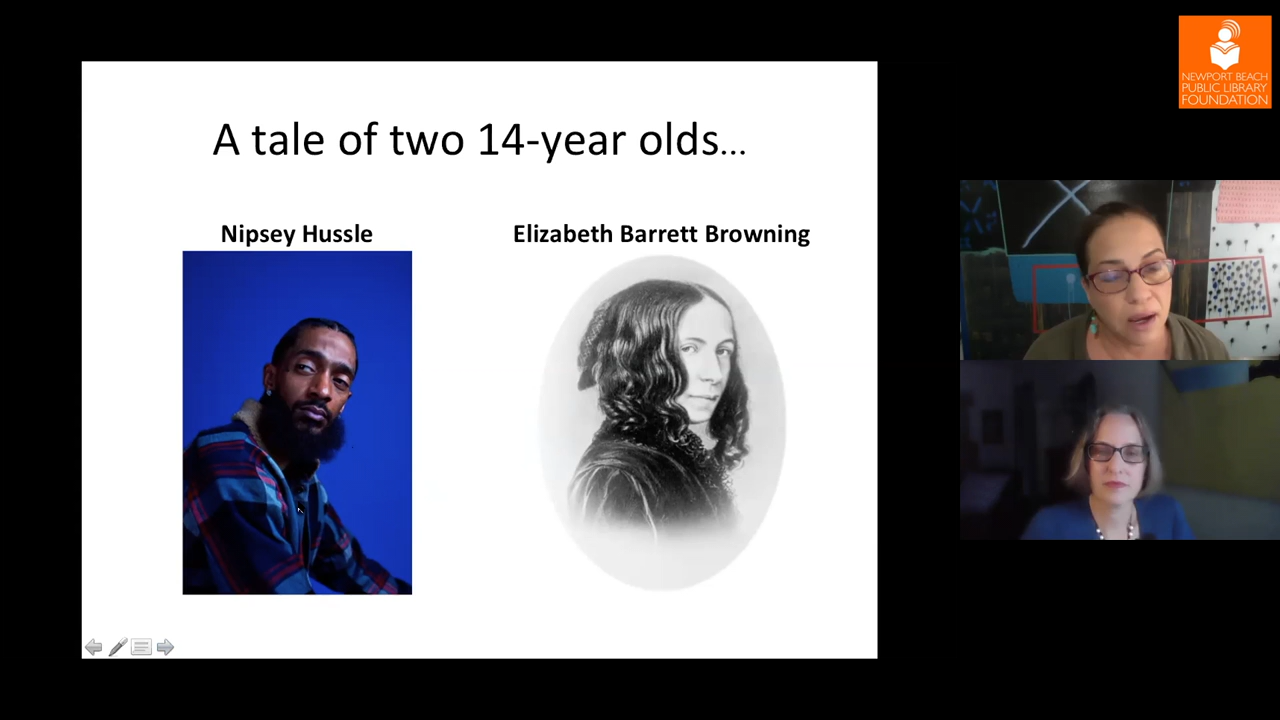 A tale of two 14-year olds...
Nipsey Hussle
Elizabeth Barrett Browning
NEWPORT BEACH
PUBLIC LIBRARY
FOUNDATION